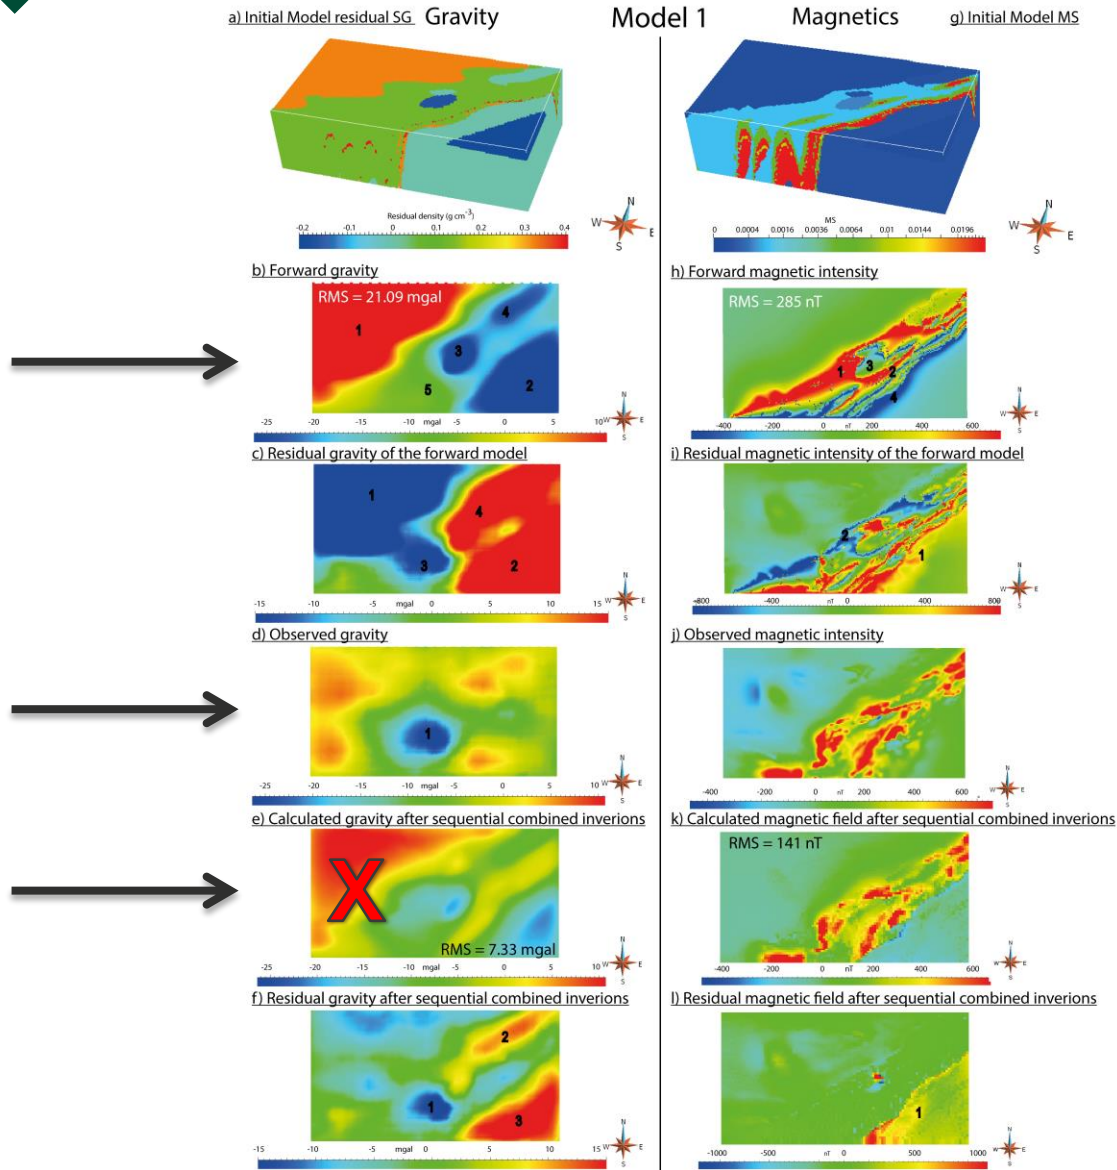 a) Initial Model residual SG Gravity Model 1 Magnetics g) Initial Model MS
Residual density (g cm-3)
-0.2 -0.1 0 0.1 0.2 0.3 0.4
N
W E
S
MS
0 0.0004 0.0016 0.0036 0.0064 0.01 0.0144 0.0196
N
W E
S
b) Forward gravity
RMS = 21.09 mgal
1
4
3
2
5
-25 -20 -15 -10 mgal -5 0 5 10
N
W E
S
h) Forward magnetic intensity
RMS = 285 nT
1 3 2
4
-400 -200 0 nT 200 400 600
N
W E
S
c) Residual gravity of the forward model
1
4
3
2
-15 -10 -5 mgal 0 5 10 15
N
W E
S
i) Residual magnetic intensity of the forward model
2
1
-800 -400 nT 0 400 800
N
W E
S
d) Observed gravity
1
-25 -20 -15 -10 mgal -5 0 5 10
N
W E
S
j) Observed magnetic intensity
-400 -200 0 nT 200 400 600
N
W E
S
e) Calculated gravity after sequential combined inverions
X
RMS = 7.33 mgal
-25 -20 -15 -10 mgal -5 0 5 10
N
W E
S
k) Calculated magnetic field after sequential combined inverions
RMS = 141 nT
-400 -200 0 nT 200 400 600
N
W E
S
f) Residual gravity after sequential combined inverions
2
1
3
-15 -10 -5 mgal 0 5 10 15
N
W E
S
l) Residual magnetic field after sequential combined inverions
1
-1000 -500 nT 0 500 1000
N
W E
S